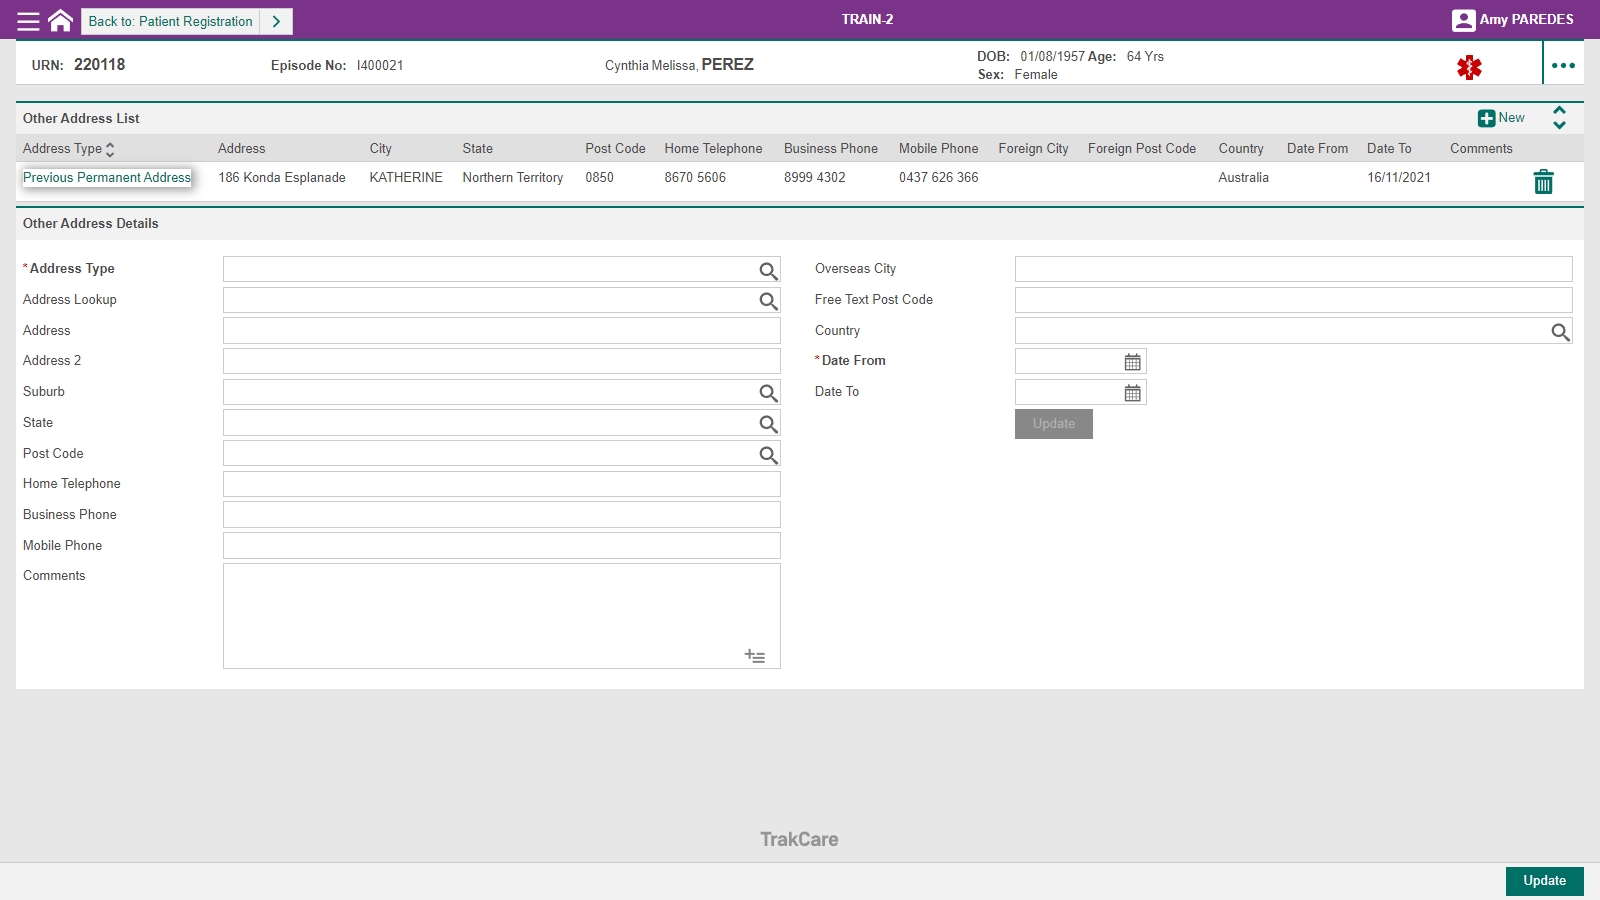 Back to: Patient Registration
TRAIN-2
Amy PAREDES
URN: 220118 Episode No: I400021 Cynthia Melissa, PEREZ DOB: 01/08/1957 Age: 64 Yrs
Sex: Female
Other Address List
New
Address Type Address City State Post Code Home Telephone Business Phone Mobile Phone Foreign City Foreign Post Code Country Date From Date To Comments
Previous Permanent Address 186 Konda Esplanade KATHERINE Northern Territory 0850 8670 5606 8999 4302 0437 626 366 Australia 16/11/2021
Other Address Details
*Address Type
Address Lookup
Address
Address 2
Suburb
State
Post Code
Home Telephone
Business Phone
Mobile Phone
Comments
Overseas City
Free Text Post Code
Country
*Date From
Date To
Update
TrakCare
Update